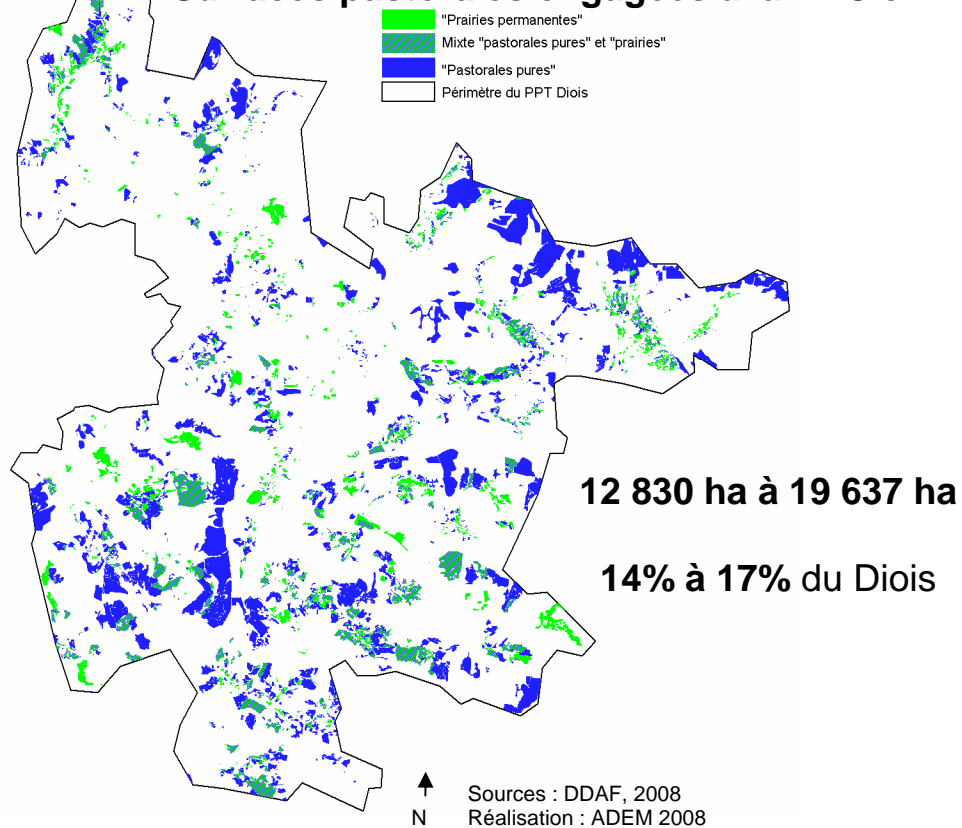 "Prairies permanentes"
Mixte "pastorales pures" et "prairies"
"Pastorales pures"
Périmètre du PPT Diois
12 830 ha à 19 637 ha
14% à 17% du Diois
N
Sources : DDAF, 2008
Réalisation : ADEM 2008